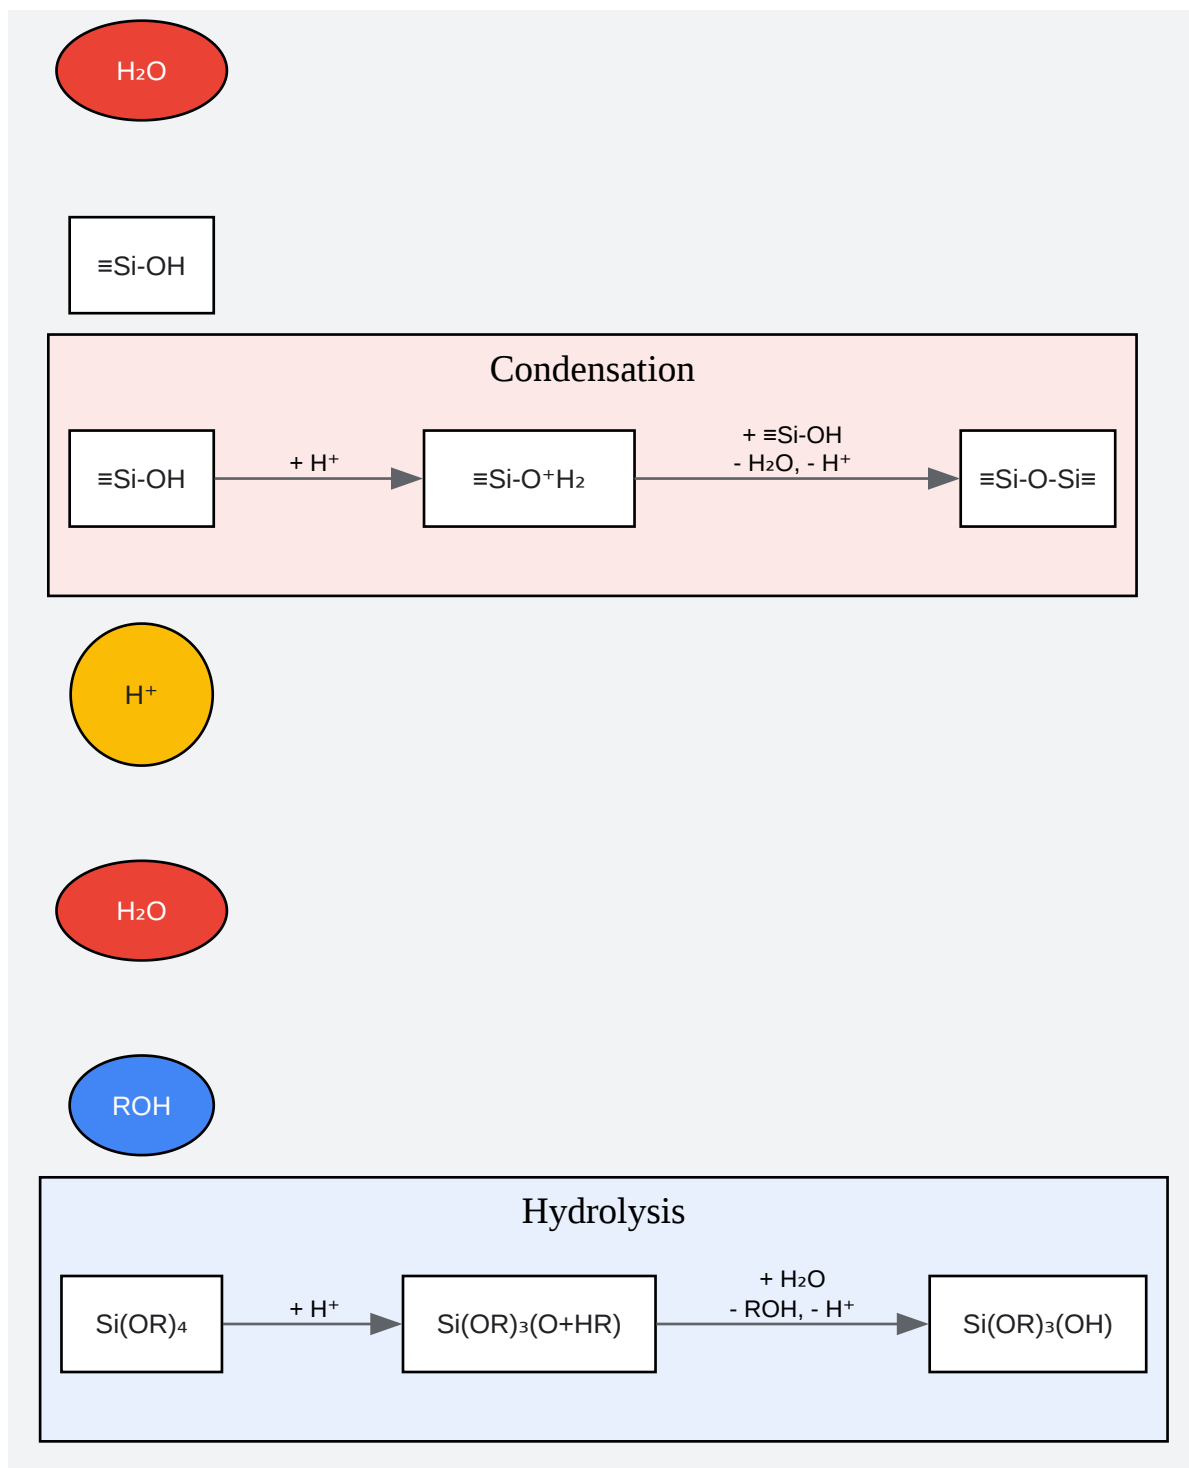 H₂O
≡Si-OH
Condensation
≡Si-OH
+ H⁺
≡Si-O⁺H₂
+ ≡Si-OH
- H₂O, - H⁺
≡Si-O-Si≡
H⁺
H₂O
ROH
Hydrolysis
Si(OR)₄
+ H⁺
Si(OR)₃(O+HR)
+ H₂O
- ROH, - H⁺
Si(OR)₃(OH)